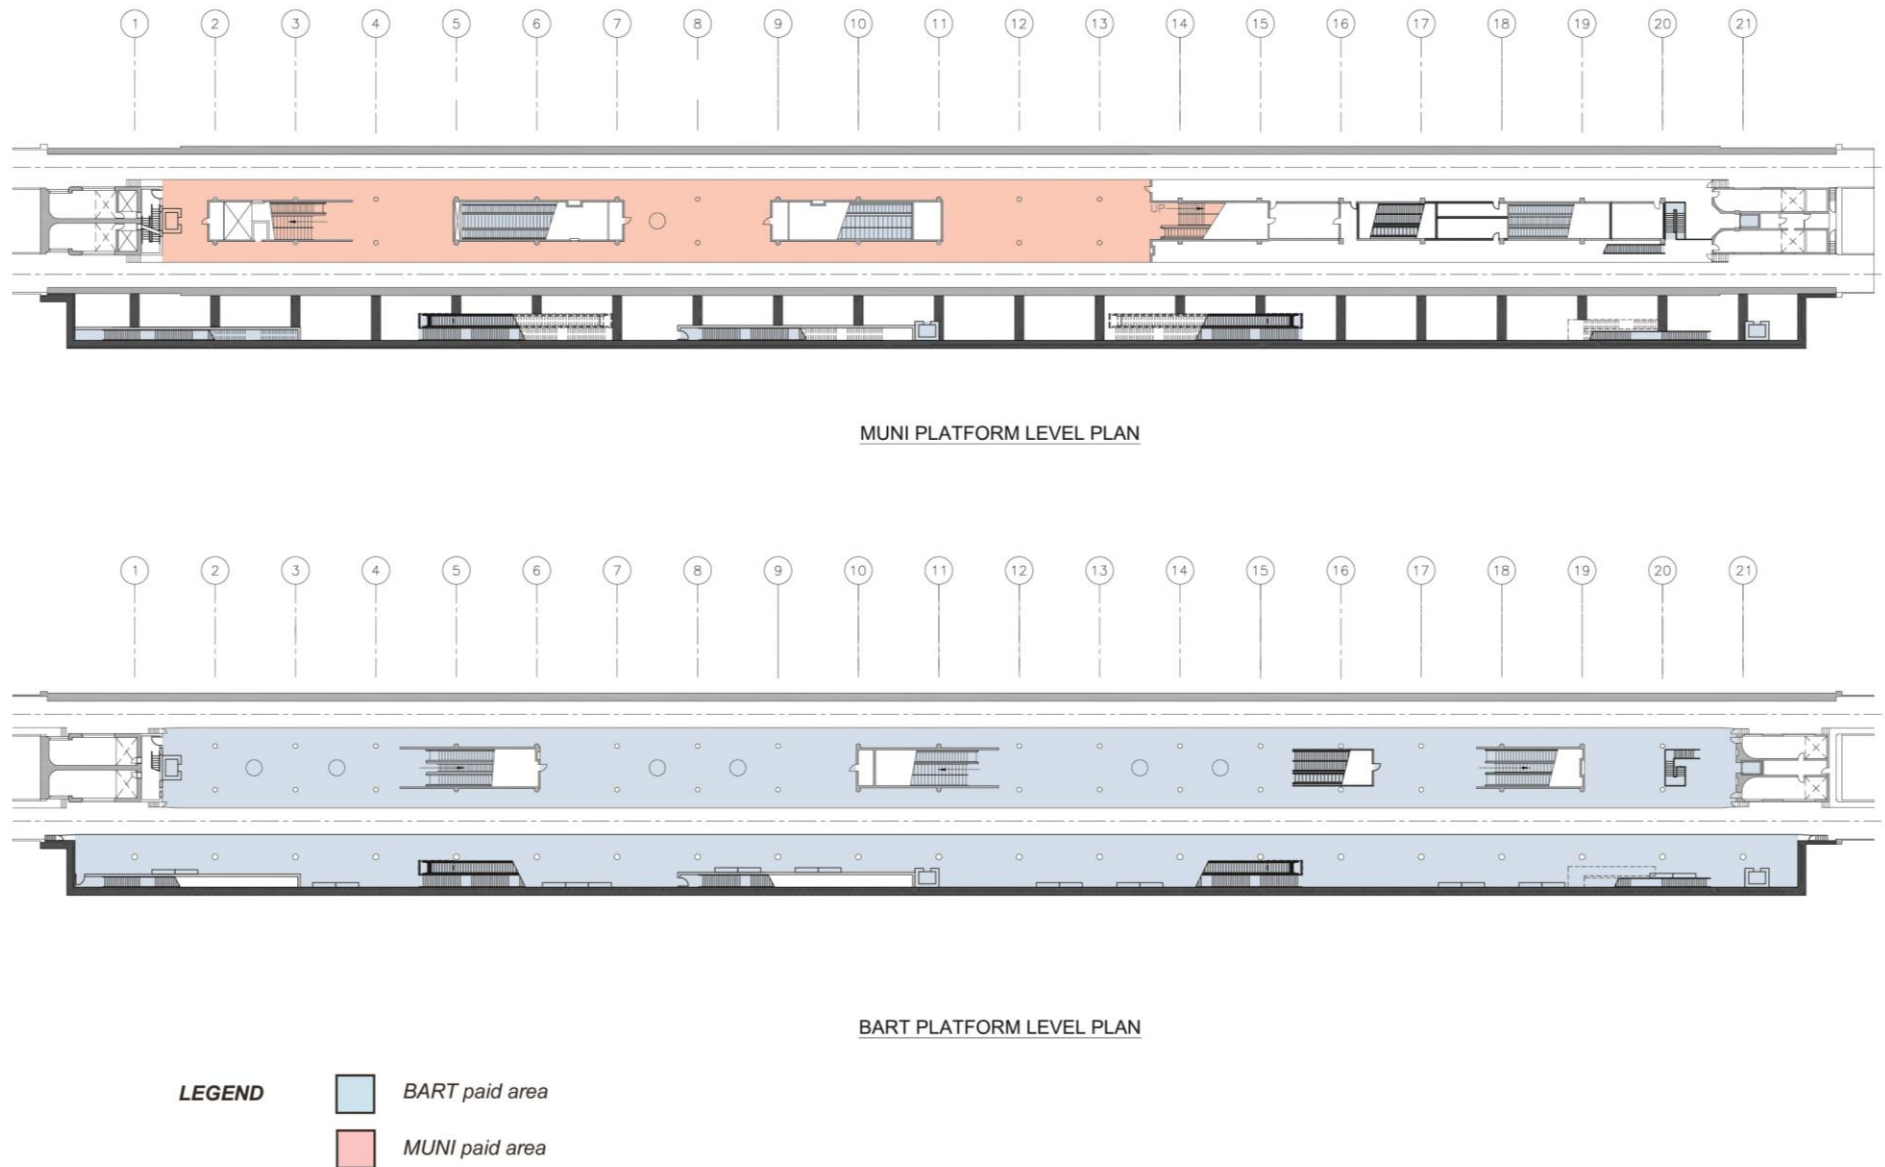 1 2 3 4 5 6 7 8 9 10 11 12 13 14 15 16 17 18 19 20 21
UP
MUNI PLATFORM LEVEL PLAN
1 2 3 4 5 6 7 8 9 10 11 12 13 14 15 16 17 18 19 20 21
BART PLATFORM LEVEL PLAN
LEGEND
BART paid area
MUNI paid area